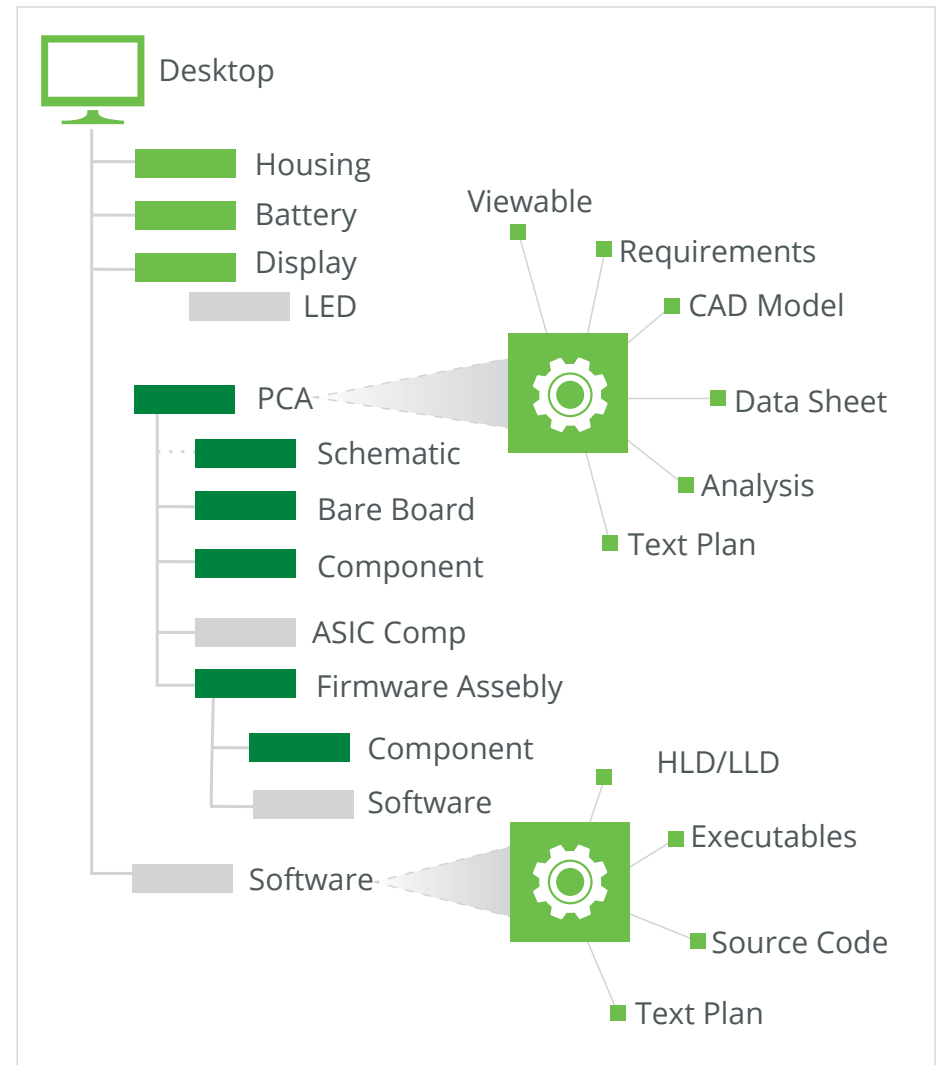 Desktop
Housing
Battery
Display
LED
PCA
Schematic
Bare Board
Component
ASIC Comp
Firmware Assebly
Component
Software
Software
Viewable
Requirements
CAD Model
Data Sheet
Analysis
Text Plan
HLD/LLD
Executables
Source Code
Text Plan